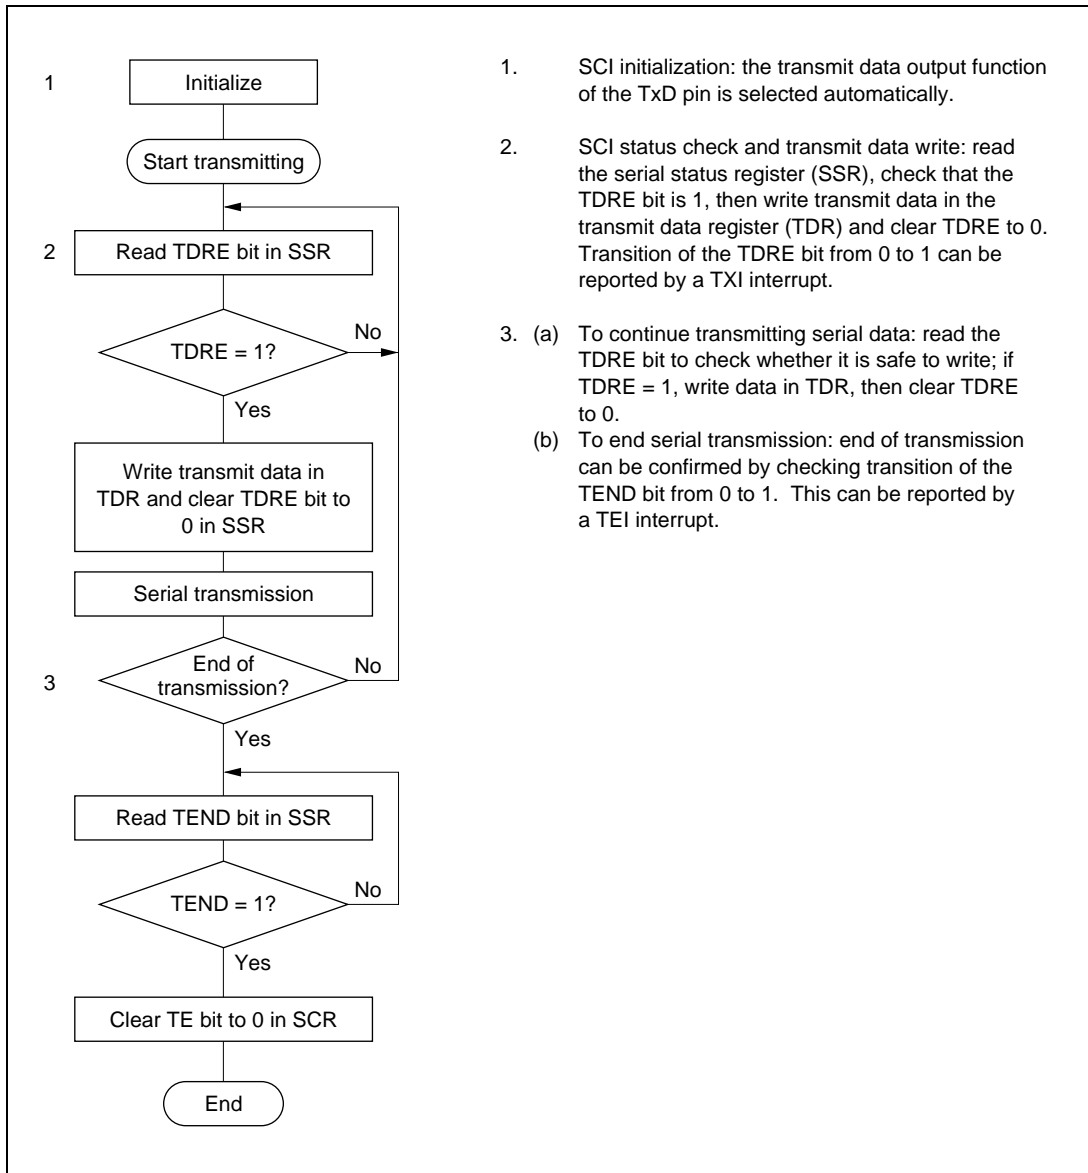 1
Initialize
Start transmitting
2
Read TDRE bit in SSR
TDRE = 1?
No
Yes
Write transmit data in
TDR and clear TDRE bit to
0 in SSR
Serial transmission
3
End of
transmission?
No
Yes
Read TEND bit in SSR
TEND = 1?
No
Yes
Clear TE bit to 0 in SCR
End
1. SCI initialization: the transmit data output function
of the TxD pin is selected automatically.
2. SCI status check and transmit data write: read
the serial status register (SSR), check that the
TDRE bit is 1, then write transmit data in the
transmit data register (TDR) and clear TDRE to 0.
Transition of the TDRE bit from 0 to 1 can be
reported by a TXI interrupt.
3. (a) To continue transmitting serial data: read the
TDRE bit to check whether it is safe to write; if
TDRE = 1, write data in TDR, then clear TDRE
to 0.
(b) To end serial transmission: end of transmission
can be confirmed by checking transition of the
TEND bit from 0 to 1. This can be reported by
a TEI interrupt.